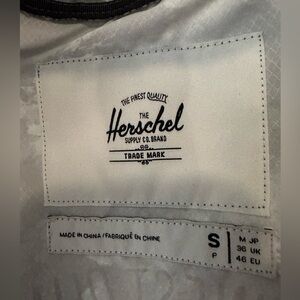 THE FINEST QUALITY
THE
Herschel
SUPPLY CO. BRAND
TRADE MARK
MADE IN CHINA / FABRIQUÉ EN CHINE
S
P
M JP
36 UK
46 EU